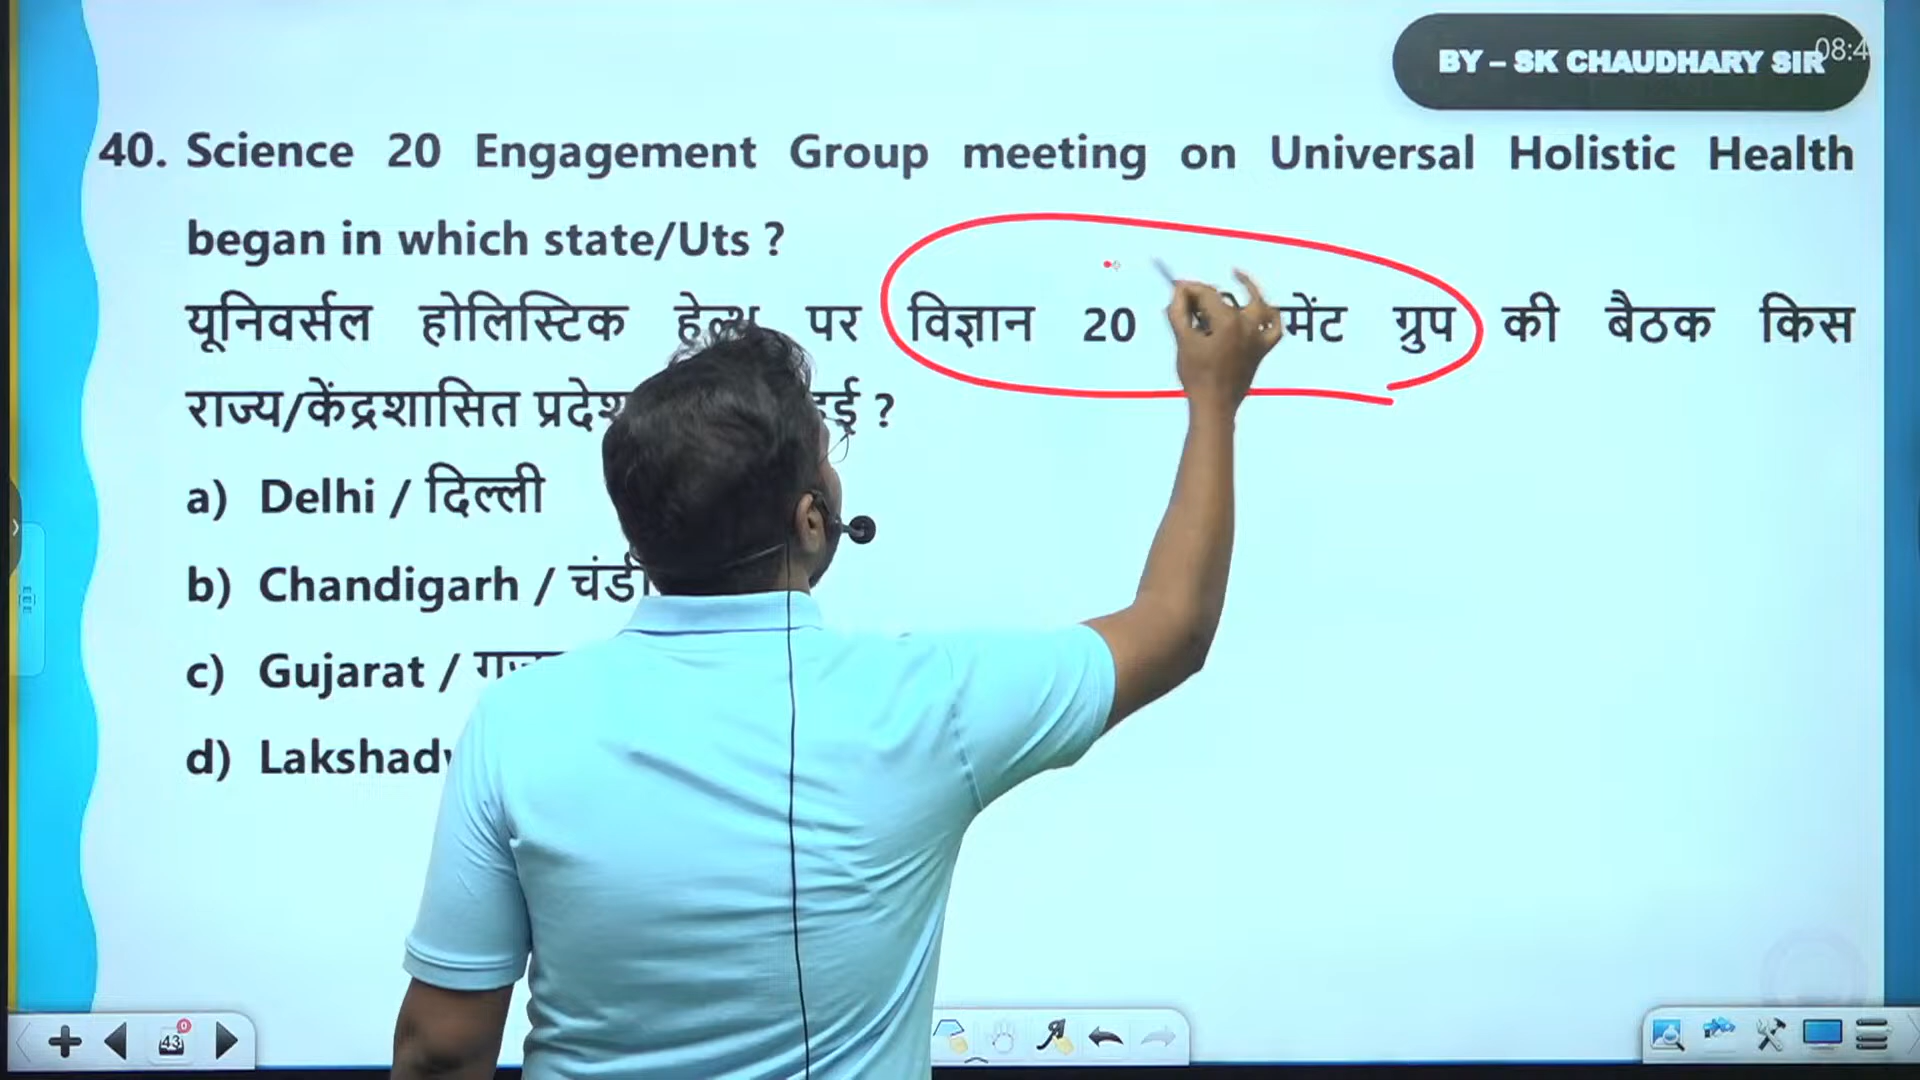 BY – SK CHAUDHARY SIR
08:4
40. Science 20 Engagement Group meeting on Universal Holistic Health
began in which state/Uts ?
यूनिवर्सल होलिस्टिक हेल्थ पर विज्ञान 20 ग्रुप की बैठक किस
राज्य/केंद्रशासित ?
a) Delhi / दिल्ली
b) Chandigarh /
c) Gujarat /
d)
43
0